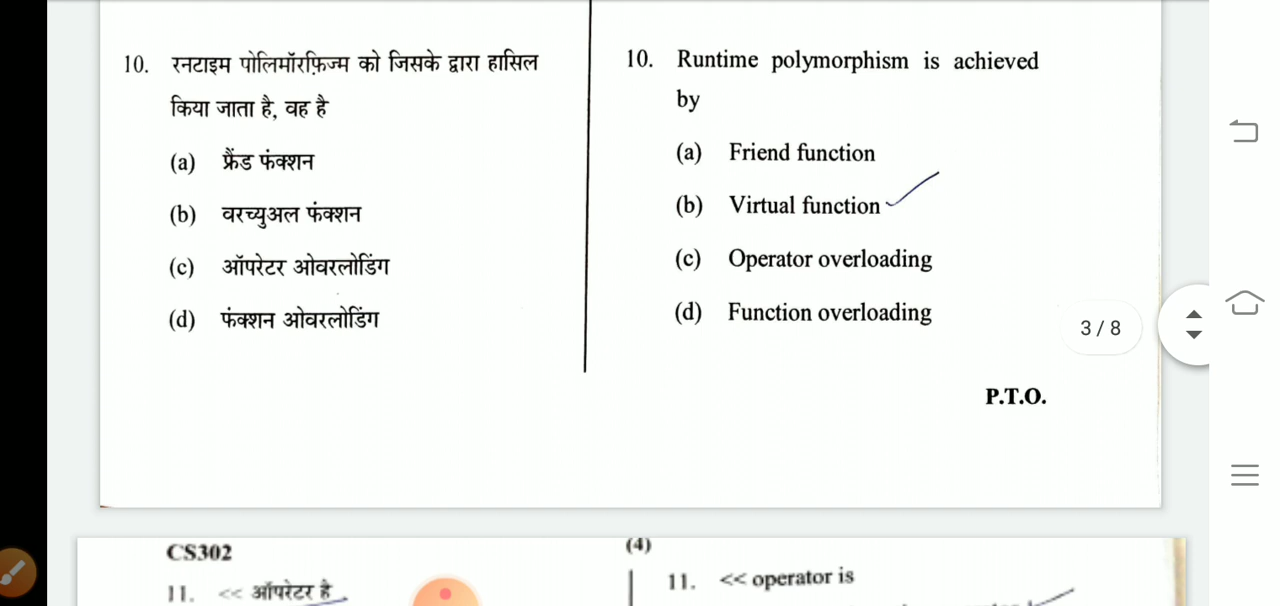 10. रनटाइम पोलिमॉरफ़िज्म को जिसके द्वारा हासिल
किया जाता है, वह है
(a) फ्रैंड फंक्शन
(b) वरच्युअल फंक्शन
(c) ऑपरेटर ओवरलोडिंग
(d) फंक्शन ओवरलोडिंग
10. Runtime polymorphism is achieved
by
(a) Friend function
(b) Virtual function
(c) Operator overloading
(d) Function overloading
3 / 8
P.T.O.
CS302
(4)
11. << ऑपरेटर है
11. << operator is